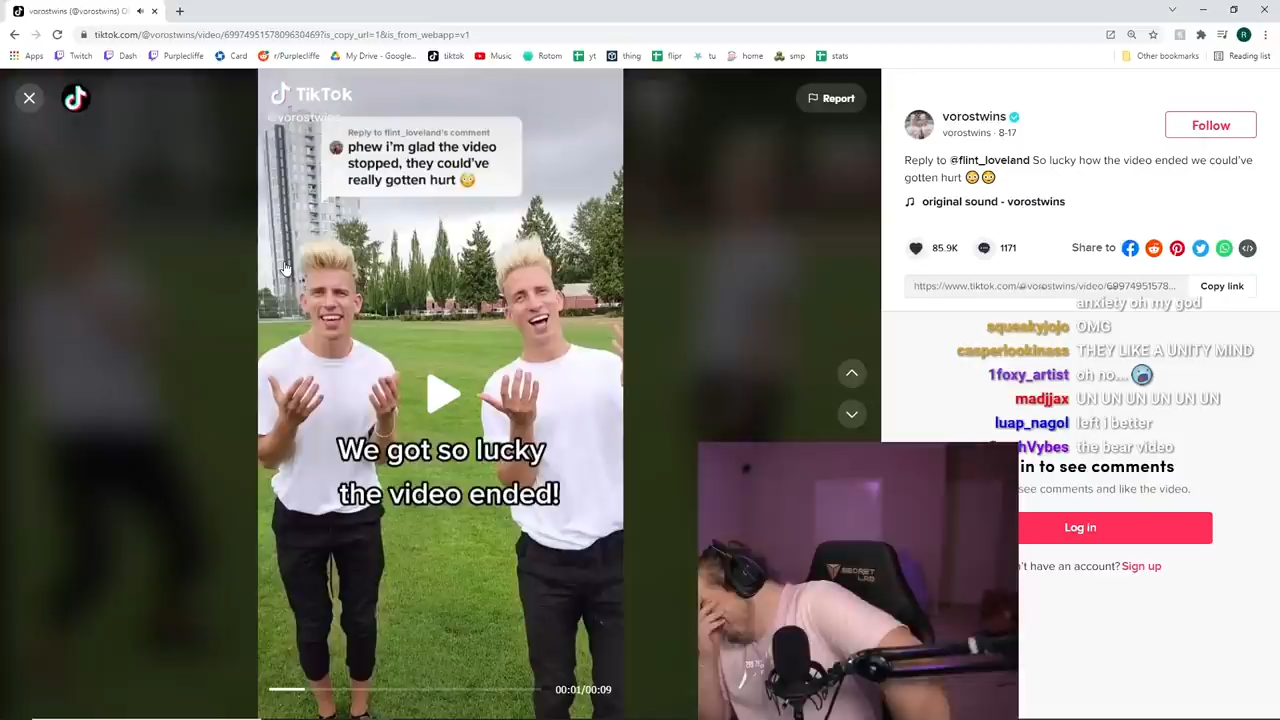 vorostwins (@vorostwins) O
tiktok.com/@vorostwins/video/6997495157809630469?is_copy_url=1&is_from_webapp=v1
R
Apps
Twitch
Dash
Purplecliffe
Card
r/Purplecliffe
My Drive - Google...
tiktok
Music
Rotom
yt
thing
flipr
tu
home
smp
stats
Other bookmarks
Reading list
TikTok
@vorostwins
Reply to flint_loveland's comment
phew i'm glad the video
stopped, they could've
really gotten hurt 😳
We got so lucky
the video ended!
00:01/00:09
Report
vorostwins
vorostwins · 8-17
Follow
Reply to @flint_loveland So lucky how the video ended we could've
gotten hurt 😳😳
original sound - vorostwins
85.9K
1171
Share to
https://www.tiktok.com/@vorostwins/video/69974951578...
Copy link
anxiety oh my god
squeakyjojo OMG
casperlookinass THEY LIKE A UNITY MIND
1foxy_artist oh no...
madjjax UN UN UN UN UN UN
luap_nagol left i better
hVybes the bear video
in to see comments
see comments and like the video.
Log in
't have an account? Sign up
SECRET
LAB